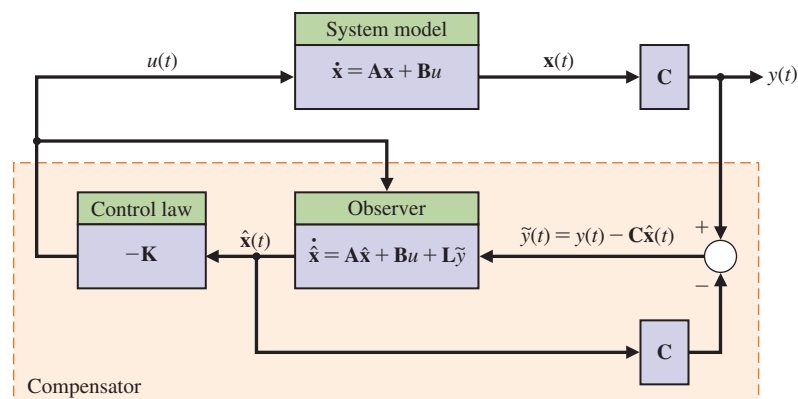 System model
u(t)
ẋ = Ax + Bu
x(t)
C
y(t)
Control law
−K
x̂(t)
Observer
x̂̇ = Ax̂ + Bu + Lỹ
ỹ(t) = y(t) − Cx̂(t)
+
−
C
Compensator